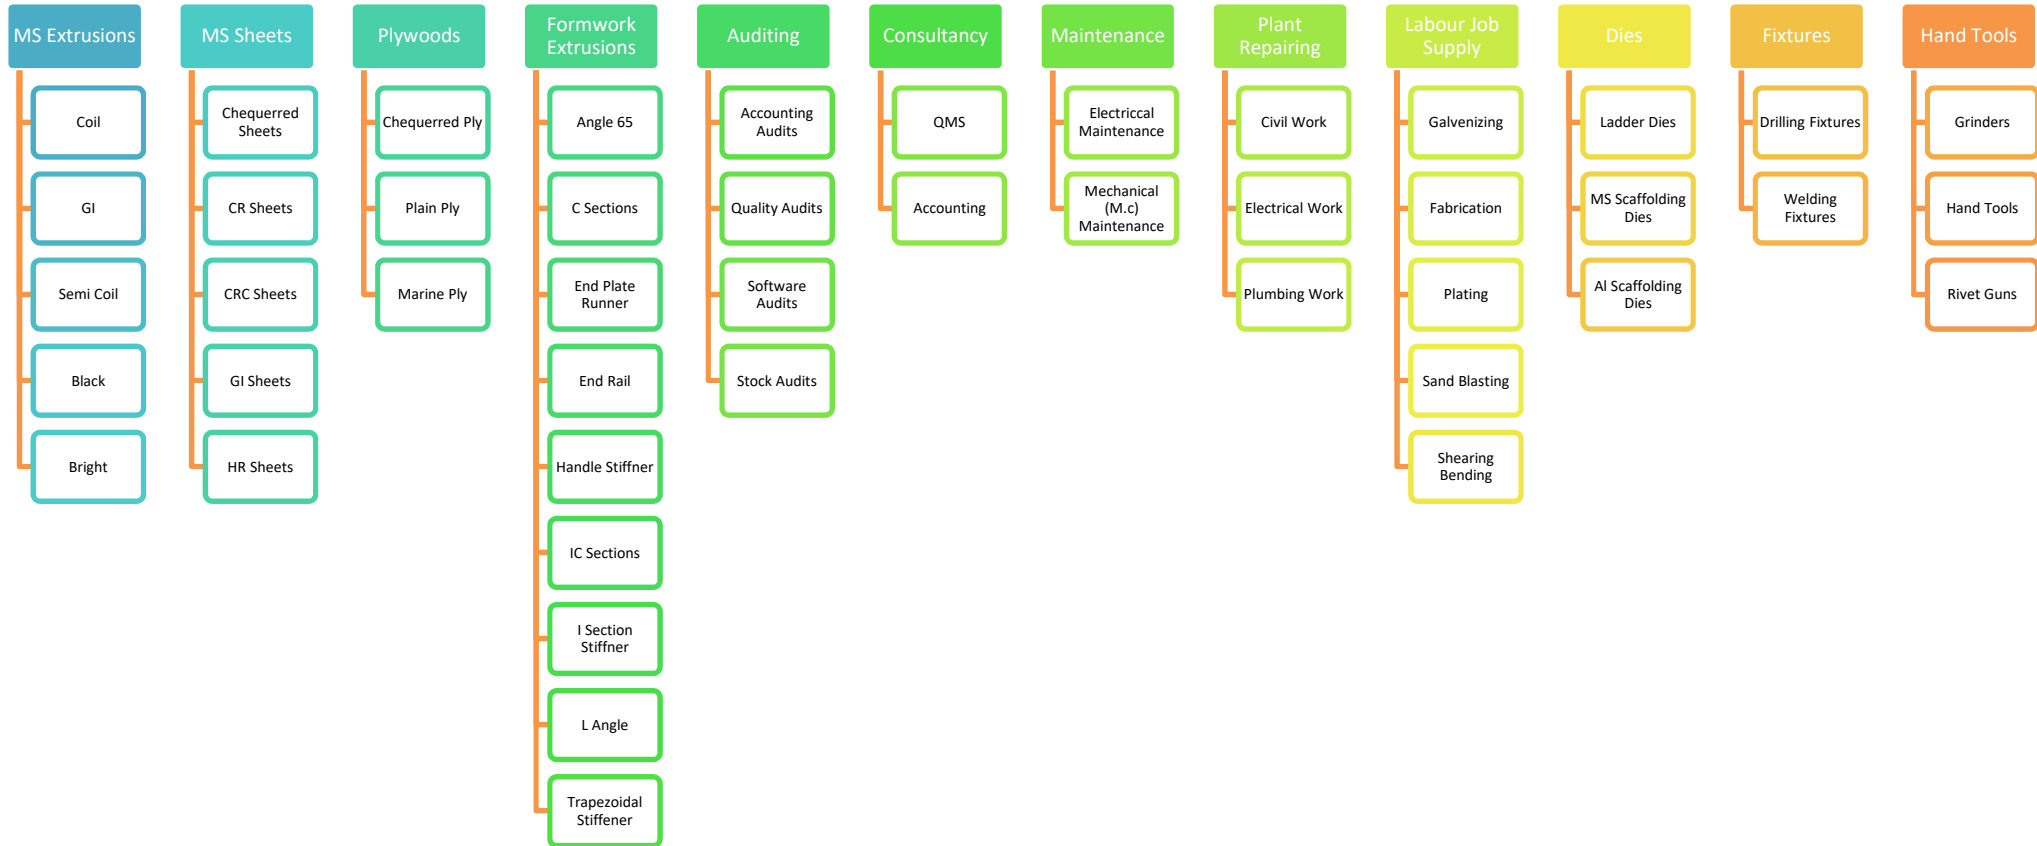 MS Extrusions
Coil
GI
Semi Coil
Black
Bright
MS Sheets
Chequerred
Sheets
CR Sheets
CRC Sheets
GI Sheets
HR Sheets
Plywoods
Chequerred Ply
Plain Ply
Marine Ply
Formwork
Extrusions
Angle 65
C Sections
End Plate
Runner
End Rail
Handle Stiffner
IC Sections
I Section
Stiffner
L Angle
Trapezoidal
Stiffener
Auditing
Accounting
Audits
Quality Audits
Software
Audits
Stock Audits
Consultancy
QMS
Accounting
Maintenance
Electriccal
Maintenance
Mechanical
(M.c)
Maintenance
Plant
Repairing
Civil Work
Electrical Work
Plumbing Work
Labour Job
Supply
Galvenizing
Fabrication
Plating
Sand Blasting
Shearing
Bending
Dies
Ladder Dies
MS Scaffolding
Dies
Al Scaffolding
Dies
Fixtures
Drilling Fixtures
Welding
Fixtures
Hand Tools
Grinders
Hand Tools
Rivet Guns